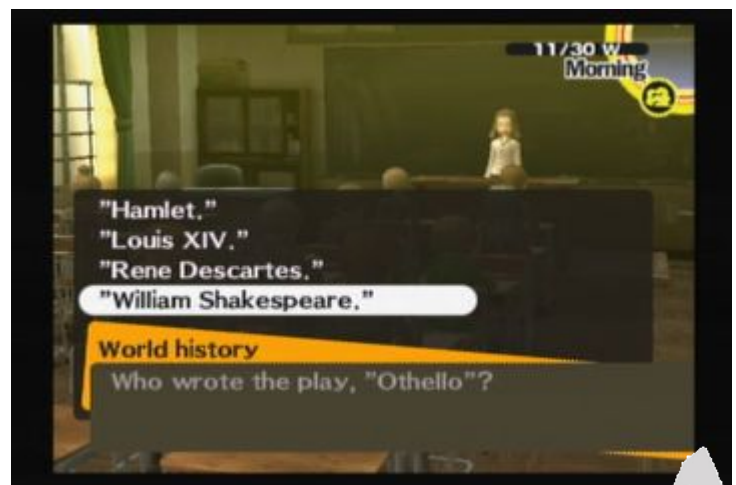 11/30 W
Morning
"Hamlet."
"Louis XIV."
"Rene Descartes."
"William Shakespeare."
World history
Who wrote the play, "Othello"?